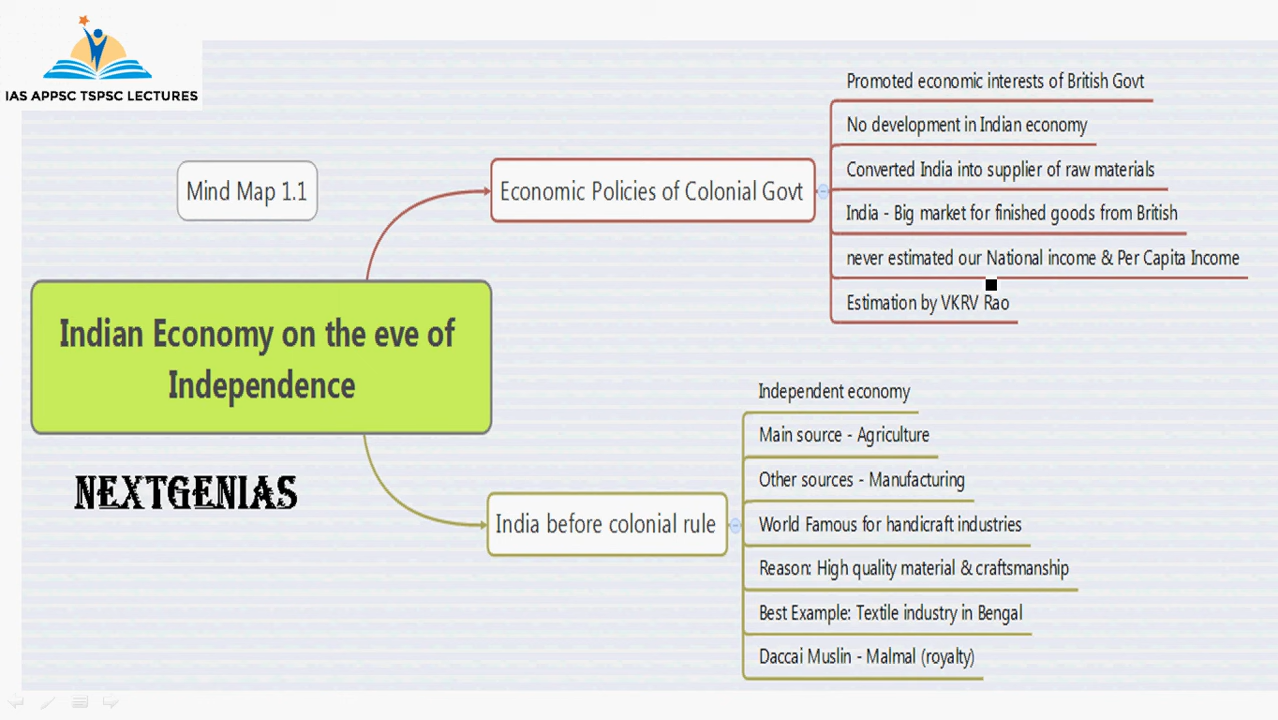 IAS APPSC TSPSC LECTURES
Mind Map 1.1
Indian Economy on the eve of
Independence
NEXTGENIAS
Economic Policies of Colonial Govt
Promoted economic interests of British Govt
No development in Indian economy
Converted India into supplier of raw materials
India - Big market for finished goods from British
never estimated our National income & Per Capita Income
Estimation by VKRV Rao
India before colonial rule
Independent economy
Main source - Agriculture
Other sources - Manufacturing
World Famous for handicraft industries
Reason: High quality material & craftsmanship
Best Example: Textile industry in Bengal
Daccai Muslin - Malmal (royalty)